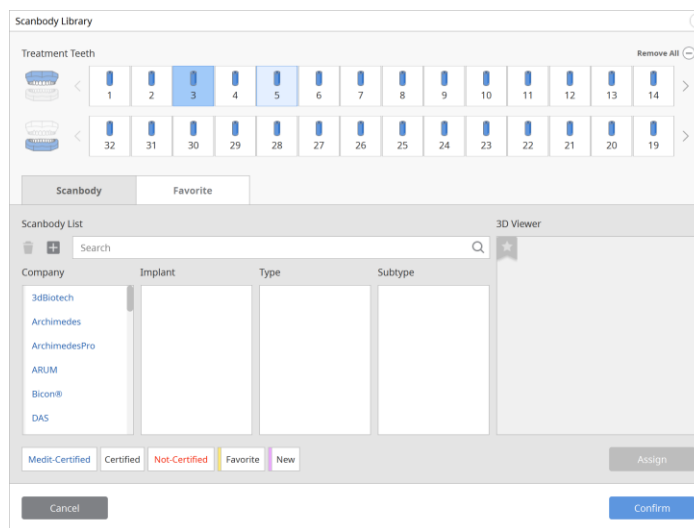 Scanbody Library
Treatment Teeth
Remove All
1 2 3 4 5 6 7 8 9 10 11 12 13 14
32 31 30 29 28 27 26 25 24 23 22 21 20 19
Scanbody Favorite
Scanbody List 3D Viewer
Search
Company Implant Type Subtype
3dBiotech
Archimedes
ArchimedesPro
ARUM
Bicon®
DAS
Medit-Certified Certified Not-Certified Favorite New Assign
Cancel Confirm